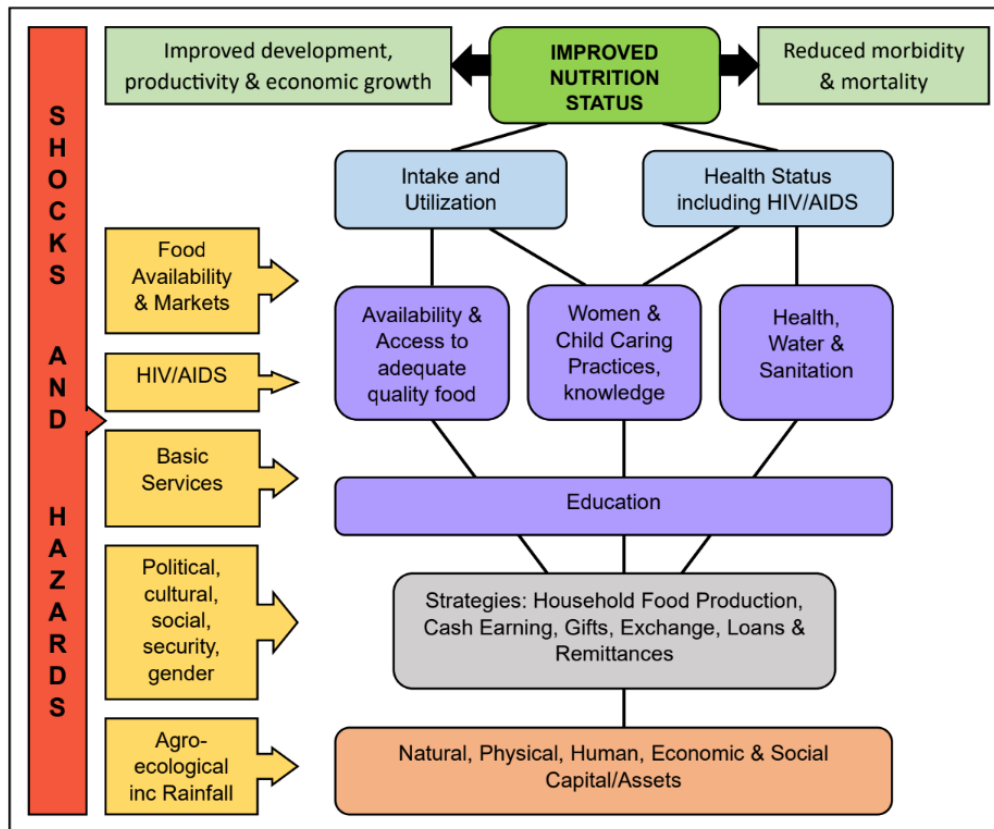 Improved development,
productivity & economic growth
IMPROVED
NUTRITION
STATUS
Reduced morbidity
& mortality
SHOCKS AND HAZARDS
Intake and
Utilization
Health Status
including HIV/AIDS
Food
Availability
& Markets
HIV/AIDS
Basic
Services
Political,
cultural,
social,
security,
gender
Agro-
ecological
inc Rainfall
Availability &
Access to
adequate
quality food
Women &
Child Caring
Practices,
knowledge
Health,
Water &
Sanitation
Education
Strategies: Household Food Production,
Cash Earning, Gifts, Exchange, Loans &
Remittances
Natural, Physical, Human, Economic & Social
Capital/Assets